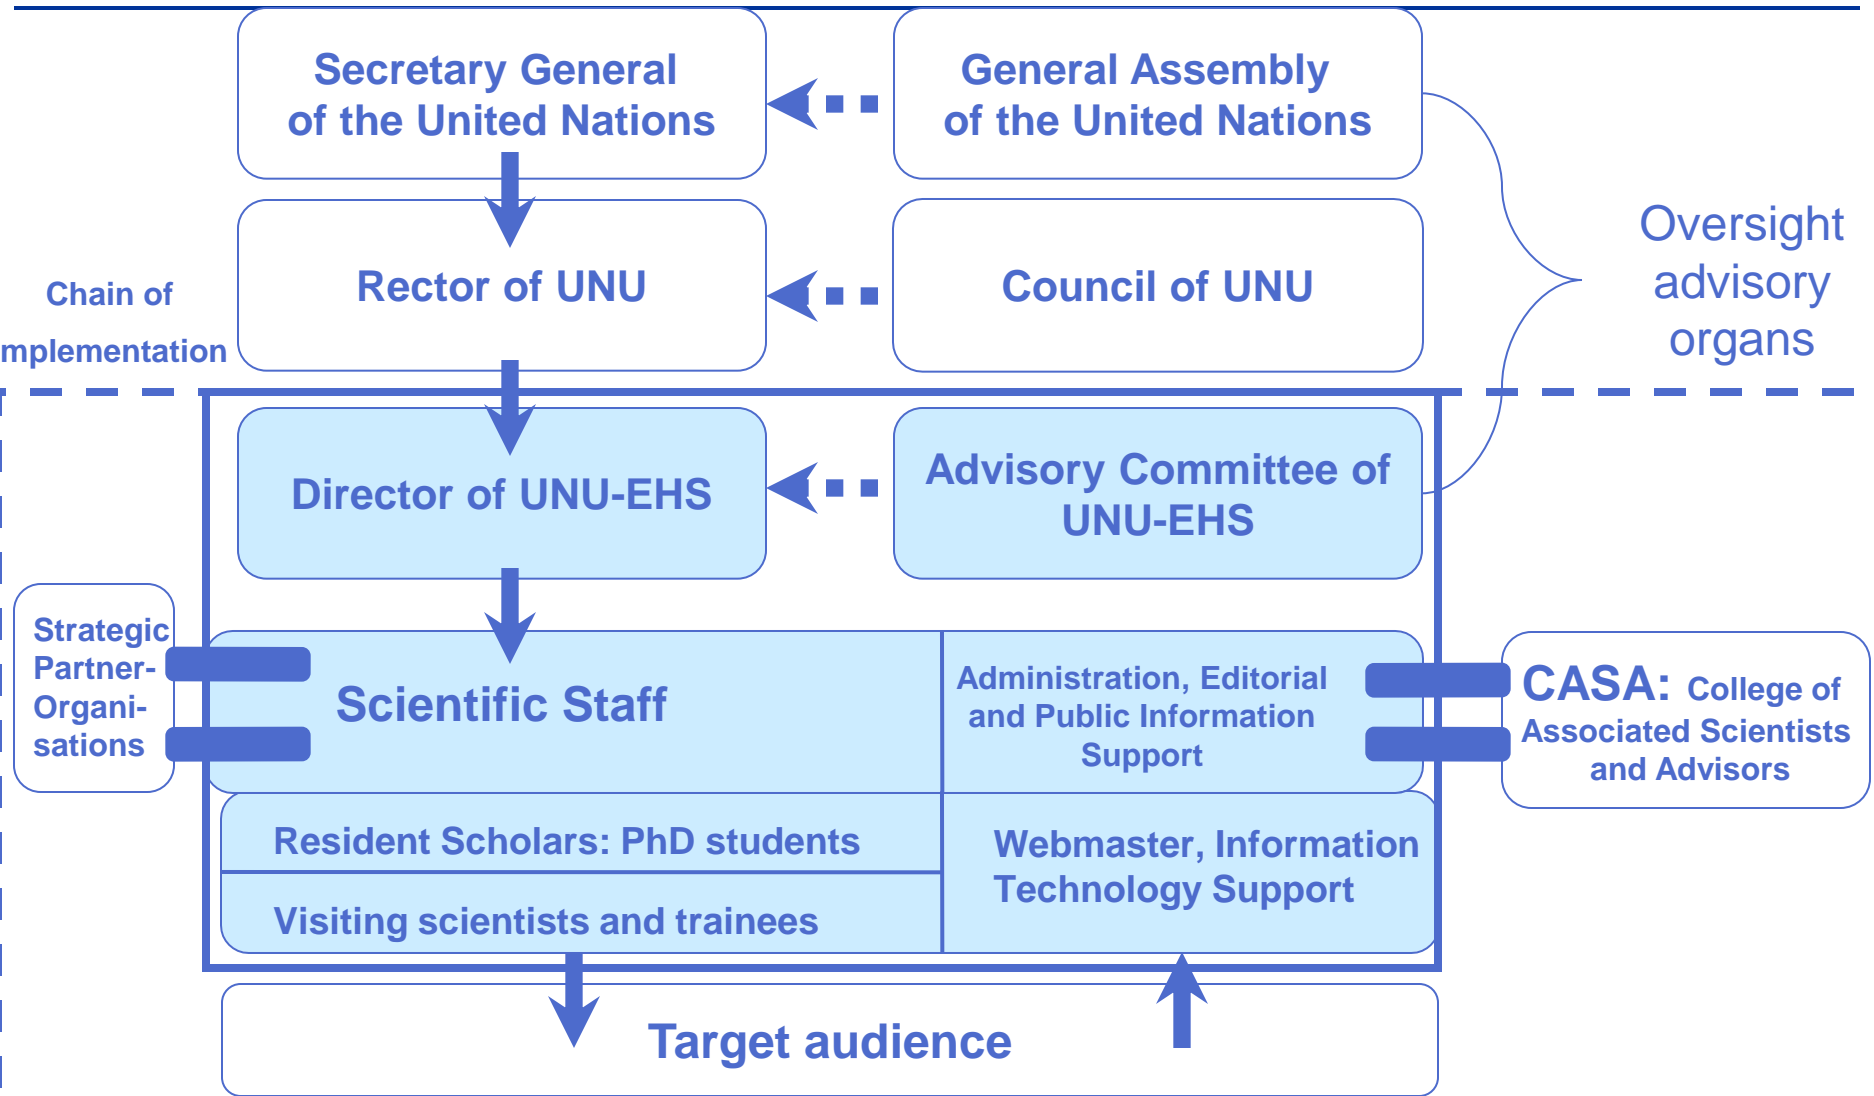 Secretary General
of the United Nations
General Assembly
of the United Nations
Chain of
mplementation
Rector of UNU
Council of UNU
Oversight
advisory
organs
Director of UNU-EHS
Advisory Committee of
UNU-EHS
Strategic
Partner-
Organi-
sations
Scientific Staff
Administration, Editorial
and Public Information
Support
CASA: College of
Associated Scientists
and Advisors
Resident Scholars: PhD students
Visiting scientists and trainees
Webmaster, Information
Technology Support
Target audience